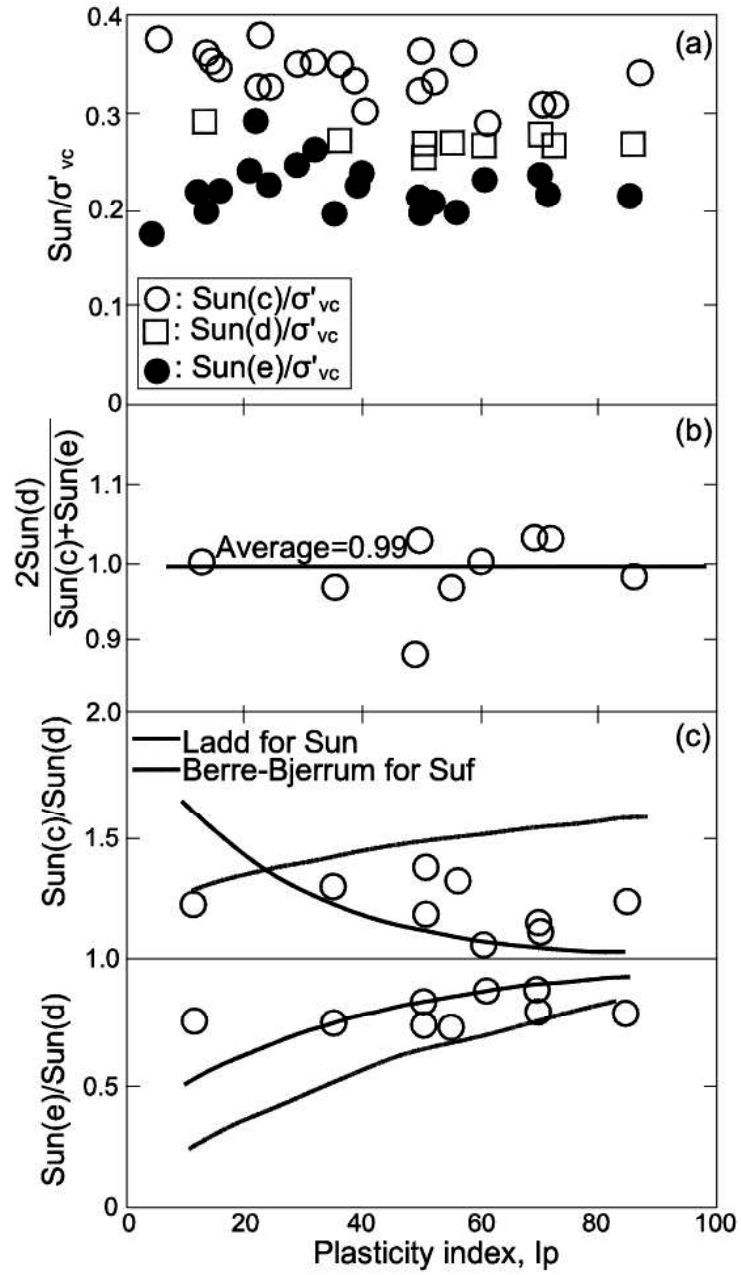 0.4
(a)
0.3
Sun/σ'vc
0.2
0.1
○: Sun(c)/σ'vc
□: Sun(d)/σ'vc
●: Sun(e)/σ'vc
0
(b)
2Sun(d)
Sun(c)+Sun(e)
1.1
Average=0.99
1.0
0.9
2.0
(c)
Ladd for Sun
Berre-Bjerrum for Suf
Sun(c)/Sun(d)
1.5
1.0
Sun(e)/Sun(d)
0.5
0
0 20 40 60 80 100
Plasticity index, Ip